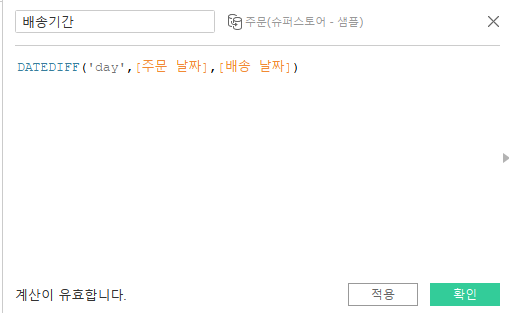 배송기간 주문(슈퍼스토어 - 샘플)
DATEDIFF('day',[주문 날짜],[배송 날짜])
계산이 유효합니다. 적용 확인